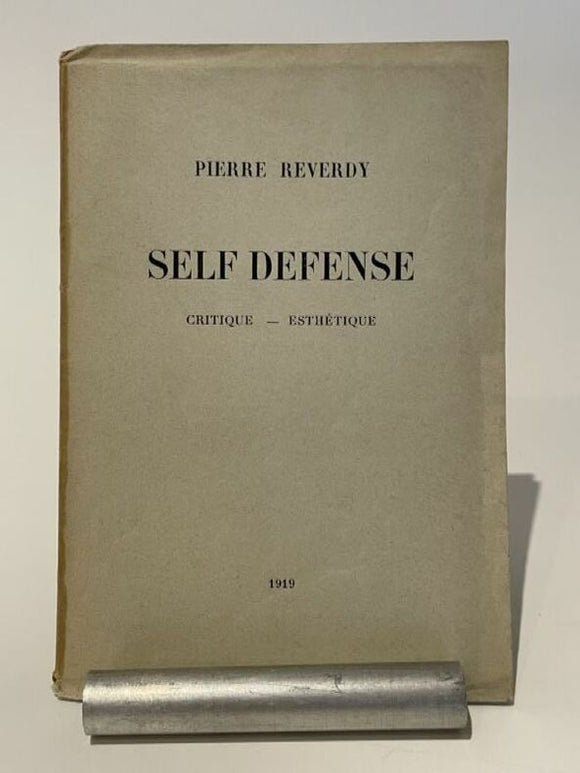 PIERRE REVERDY
SELF DEFENSE
CRITIQUE — ESTHÉTIQUE
1919